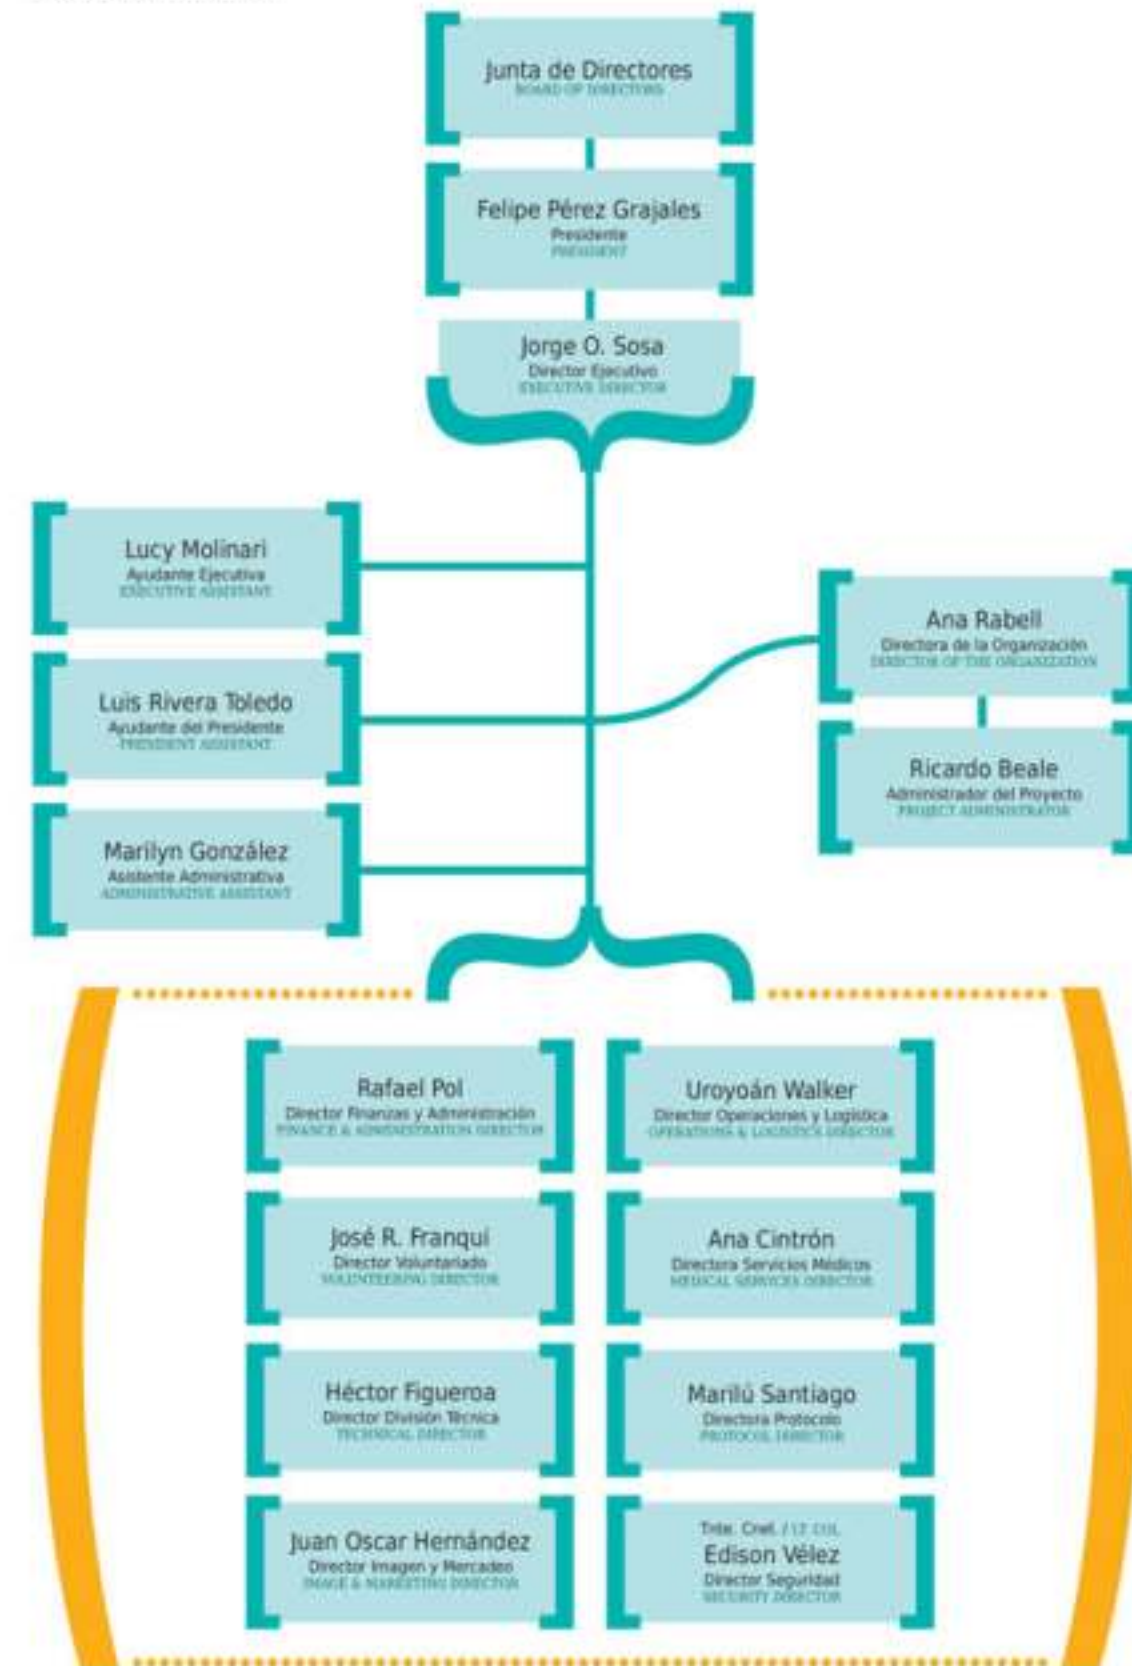 Junta de Directores
BOARD OF DIRECTORS
Felipe Pérez Grajales
Presidente
PRESIDENT
Jorge O. Sosa
Director Ejecutivo
EXECUTIVE DIRECTOR
Lucy Molinari
Ayudante Ejecutiva
EXECUTIVE ASSISTANT
Luis Rivera Toledo
Ayudante del Presidente
PRESIDENT ASSISTANT
Marilyn González
Asistente Administrativa
ADMINISTRATIVE ASSISTANT
Ana Rabell
Directora de la Organización
DIRECTOR OF THE ORGANIZATION
Ricardo Beale
Administrador del Proyecto
PROJECT ADMINISTRATOR
Rafael Pol
Director Finanzas y Administración
FINANCE & ADMINISTRATION DIRECTOR
Uroyoán Walker
Director Operaciones y Logística
OPERATIONS & LOGISTICS DIRECTOR
José R. Franquí
Director Voluntariado
VOLUNTEERING DIRECTOR
Ana Cintrón
Directora Servicios Médicos
MEDICAL SERVICES DIRECTOR
Héctor Figueroa
Director División Técnica
TECHNICAL DIRECTOR
Marilú Santiago
Directora Protocolo
PROTOCOL DIRECTOR
Juan Oscar Hernández
Director Imagen y Mercadeo
IMAGE & MARKETING DIRECTOR
Tnte. Cnel. / LT COL
Edison Vélez
Director Seguridad
SECURITY DIRECTOR